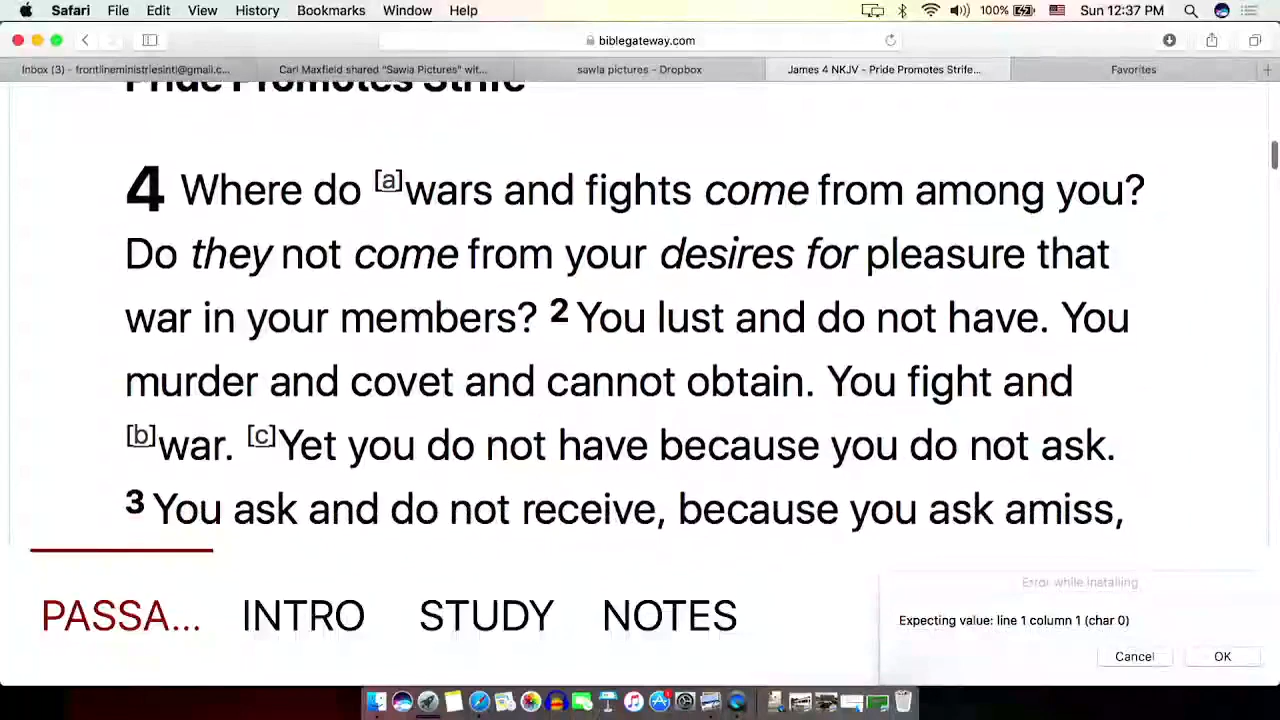 Safari File Edit View History Bookmarks Window Help 100% Sun 12:37 PM
biblegateway.com
Inbox (3) - frontlineministriesintl@gmail.c... Carl Maxfield shared "Sawla Pictures" wit... sawla pictures - Dropbox James 4 NKJV - Pride Promotes Strife... Favorites
Pride Promotes Strife
4 Where do [a]wars and fights come from among you?
Do they not come from your desires for pleasure that
war in your members? 2 You lust and do not have. You
murder and covet and cannot obtain. You fight and
[b]war. [c]Yet you do not have because you do not ask.
3 You ask and do not receive, because you ask amiss,
PASSA... INTRO STUDY NOTES
Error while installing
Expecting value: line 1 column 1 (char 0)
Cancel OK